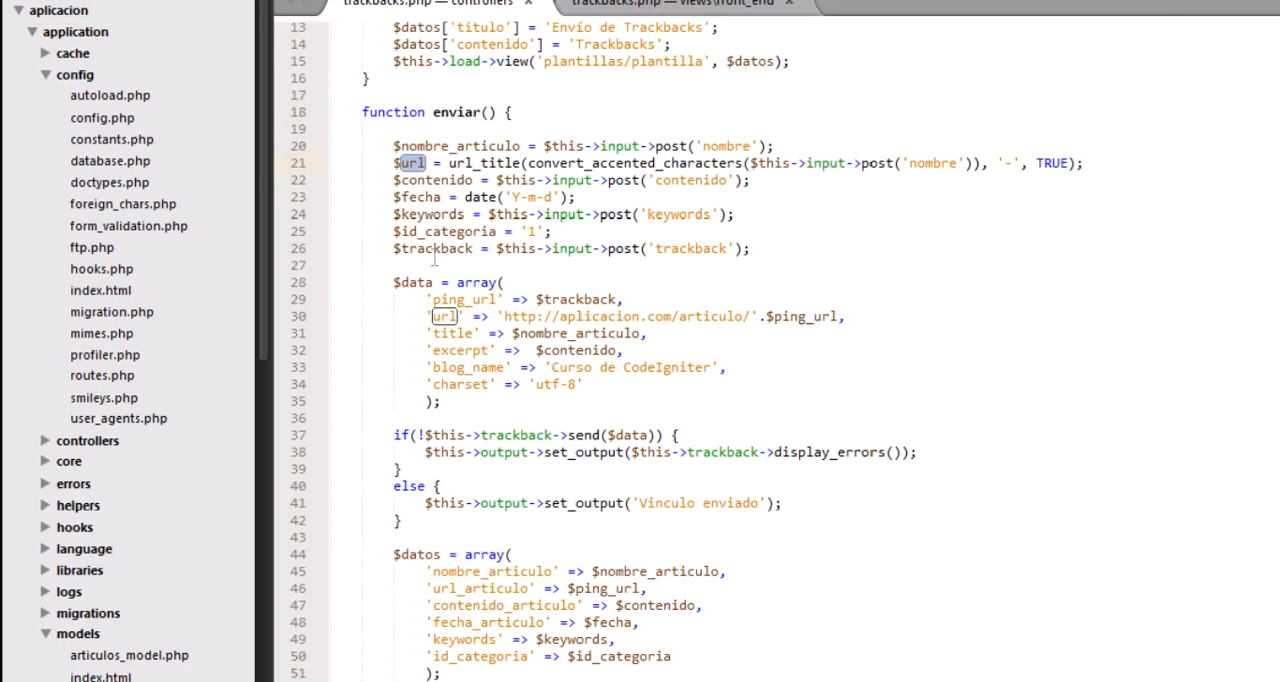 aplicacion
application
cache
config
autoload.php
config.php
constants.php
database.php
doctypes.php
foreign_chars.php
form_validation.php
ftp.php
hooks.php
index.html
migration.php
mimes.php
profiler.php
routes.php
smileys.php
user_agents.php
controllers
core
errors
helpers
hooks
language
libraries
logs
migrations
models
articulos_model.php
index.html
trackbacks.php — controllers ×
trackbacks.php — views\front_end ×
13 $datos['titulo'] = 'Envío de Trackbacks';
14 $datos['contenido'] = 'Trackbacks';
15 $this->load->view('plantillas/plantilla', $datos);
16 }
17
18 function enviar() {
19
20 $nombre_articulo = $this->input->post('nombre');
21 $url = url_title(convert_accented_characters($this->input->post('nombre')), '-', TRUE);
22 $contenido = $this->input->post('contenido');
23 $fecha = date('Y-m-d');
24 $keywords = $this->input->post('keywords');
25 $id_categoria = '1';
26 $trackback = $this->input->post('trackback');
27
28 $data = array(
29 'ping_url' => $trackback,
30 'url' => 'http://aplicacion.com/articulo/'.$ping_url,
31 'title' => $nombre_articulo,
32 'excerpt' => $contenido,
33 'blog_name' => 'Curso de CodeIgniter',
34 'charset' => 'utf-8'
35 );
36
37 if(!$this->trackback->send($data)) {
38 $this->output->set_output($this->trackback->display_errors());
39 }
40 else {
41 $this->output->set_output('Vinculo enviado');
42 }
43
44 $datos = array(
45 'nombre_articulo' => $nombre_articulo,
46 'url_articulo' => $ping_url,
47 'contenido_articulo' => $contenido,
48 'fecha_articulo' => $fecha,
49 'keywords' => $keywords,
50 'id_categoria' => $id_categoria
51 );